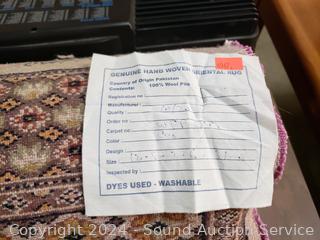 GENUINE HAND WOVEN ORIENTAL RUG
Country of Origin Pakistan
Contents: 100% Wool Pile
Registration no
Manufacturer
Quality
Order no
Carpet no
Color
Design
Size
Inspected by
DYES USED - WASHABLE
Copyright 2024 - Sound Auction Service